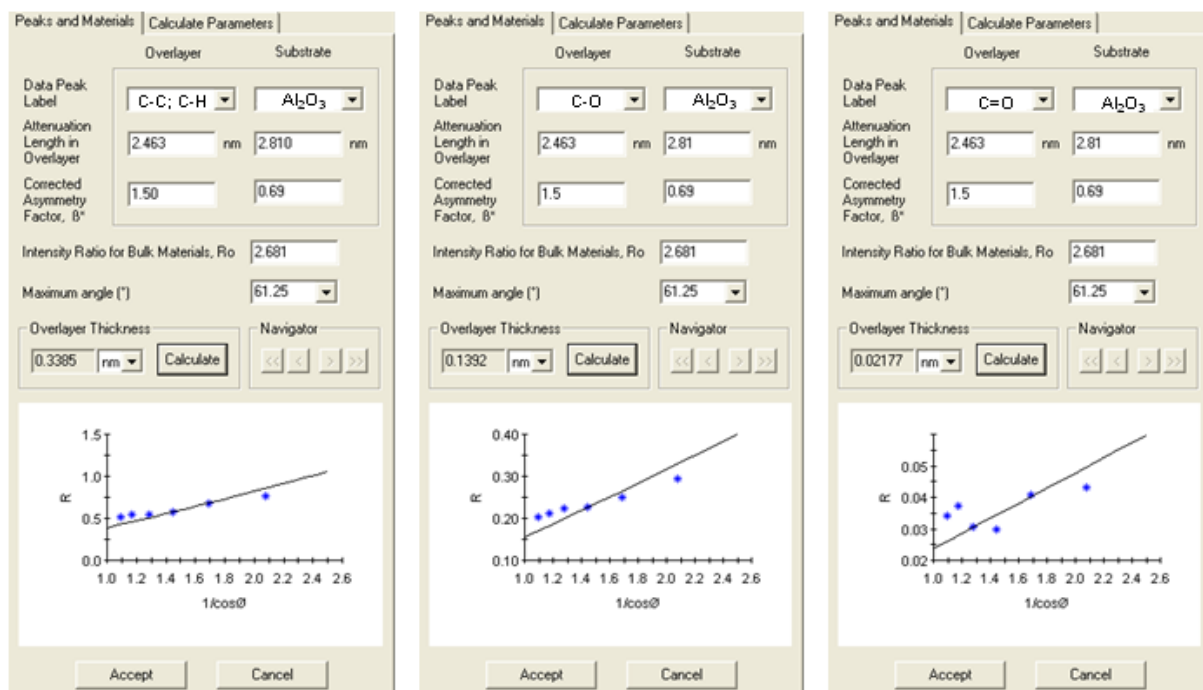 Peaks and Materials Calculate Parameters
Overlayer Substrate
Data Peak Label C-C; C-H Al₂O₃
Attenuation Length in Overlayer 2.463 nm 2.810 nm
Corrected Asymmetry Factor, ß* 1.50 0.69
Intensity Ratio for Bulk Materials, Ro 2.681
Maximum angle (°) 61.25
Overlayer Thickness Navigator
0.3385 nm Calculate << < > >>
R
1.5
1.0
0.5
0.0
1.0 1.2 1.4 1.6 1.8 2.0 2.2 2.4 2.6
1/cosØ
Accept Cancel
Peaks and Materials Calculate Parameters
Overlayer Substrate
Data Peak Label C-O Al₂O₃
Attenuation Length in Overlayer 2.463 nm 2.81 nm
Corrected Asymmetry Factor, ß* 1.5 0.69
Intensity Ratio for Bulk Materials, Ro 2.681
Maximum angle (°) 61.25
Overlayer Thickness Navigator
0.1392 nm Calculate << < > >>
R
0.40
0.30
0.20
0.10
1.0 1.2 1.4 1.6 1.8 2.0 2.2 2.4 2.6
1/cosØ
Accept Cancel
Peaks and Materials Calculate Parameters
Overlayer Substrate
Data Peak Label C=O Al₂O₃
Attenuation Length in Overlayer 2.463 nm 2.81 nm
Corrected Asymmetry Factor, ß* 1.5 0.69
Intensity Ratio for Bulk Materials, Ro 2.681
Maximum angle (°) 61.25
Overlayer Thickness Navigator
0.02177 nm Calculate << < > >>
R
0.05
0.04
0.03
0.02
1.0 1.2 1.4 1.6 1.8 2.0 2.2 2.4 2.6
1/cosØ
Accept Cancel